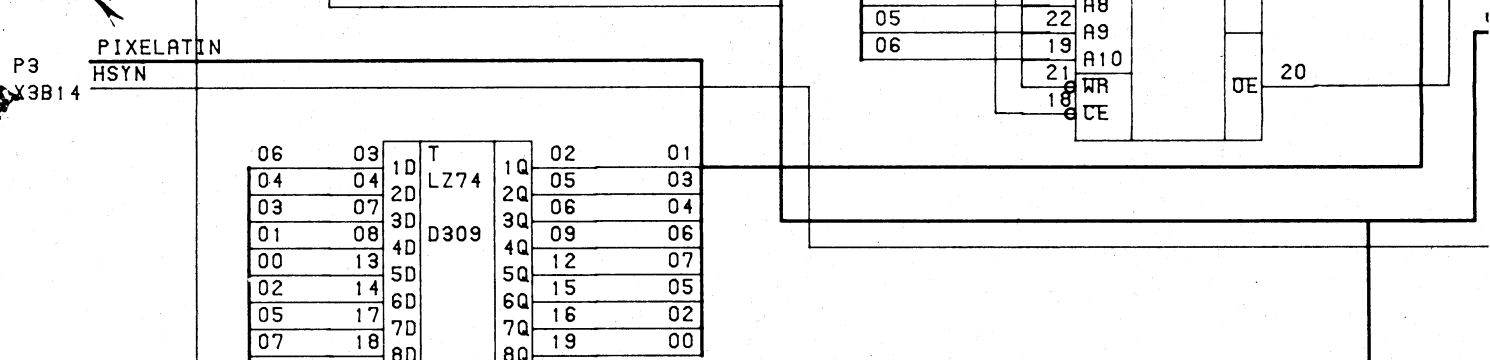 A8
05 22 A9
06 19 A10
PIXELATIN
P3 HSYN
X3B14
21 WR
18 CE
OE 20
06 03 1D T 1Q 02 01
04 04 2D LZ74 2Q 05 03
03 07 3D 3Q 06 04
01 08 4D D309 4Q 09 06
00 13 5D 5Q 12 07
02 14 6D 6Q 15 05
05 17 7D 7Q 16 02
07 18 8D 8Q 19 00